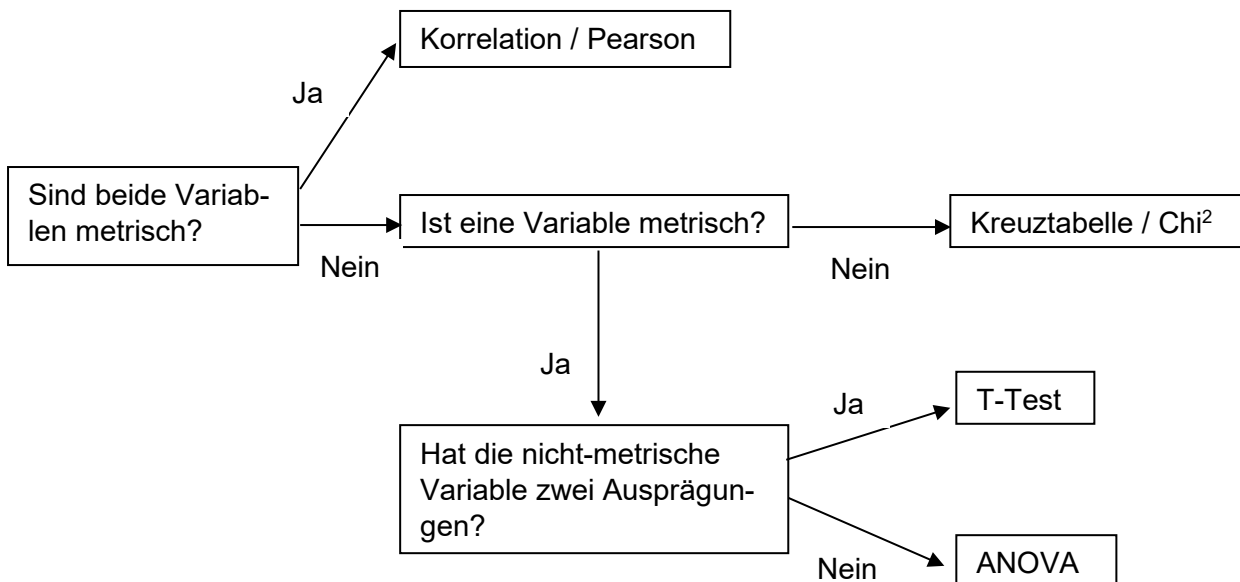 Korrelation / Pearson
Ja
Sind beide Variab-
len metrisch?
Nein
Ist eine Variable metrisch?
Nein
Kreuztabelle / Chi²
Ja
Hat die nicht-metrische
Variable zwei Ausprägun-
gen?
Ja
T-Test
Nein
ANOVA